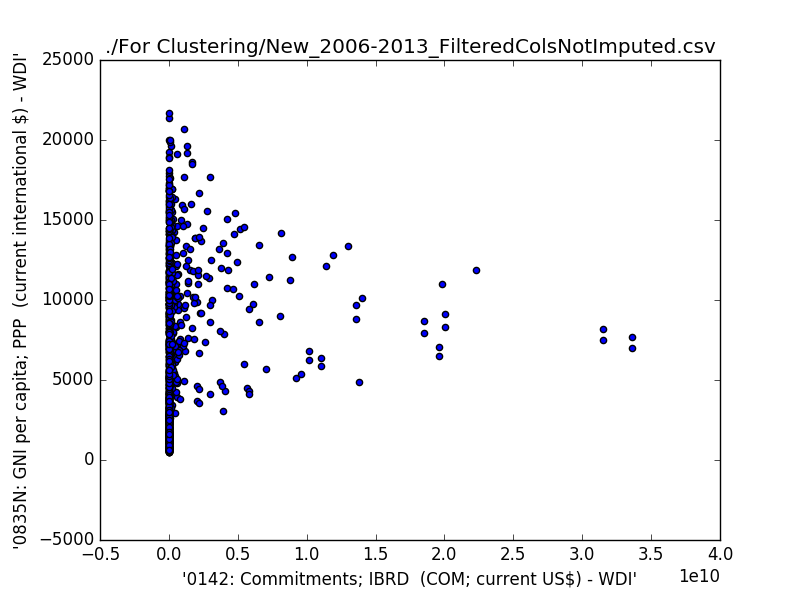 ./For Clustering/New_2006-2013_FilteredColsNotImputed.csv
25000
20000
15000
10000
5000
0
−5000
−0.5 0.0 0.5 1.0 1.5 2.0 2.5 3.0 3.5 4.0
1e10
'0142: Commitments; IBRD  (COM; current US$) - WDI'
'0835N: GNI per capita; PPP  (current international $) - WDI'